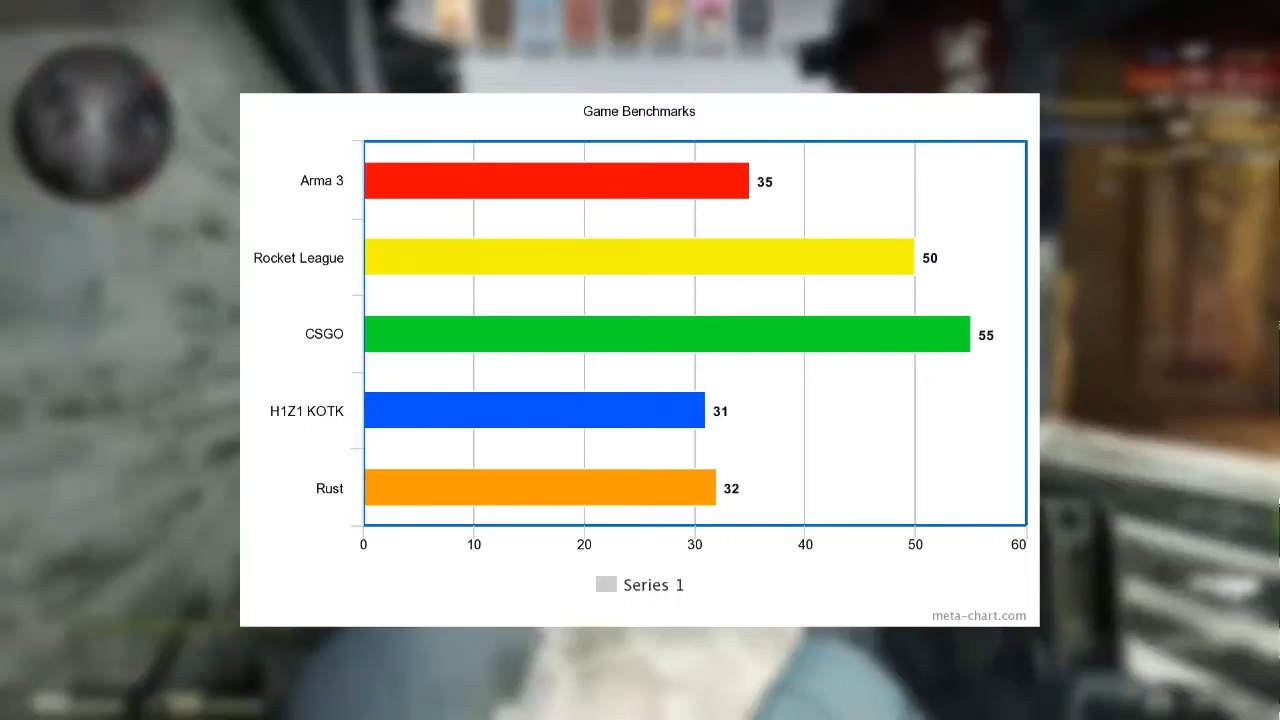 Game Benchmarks
Arma 3
35
Rocket League
50
CSGO
55
H1Z1 KOTK
31
Rust
32
0 10 20 30 40 50 60
Series 1
meta-chart.com